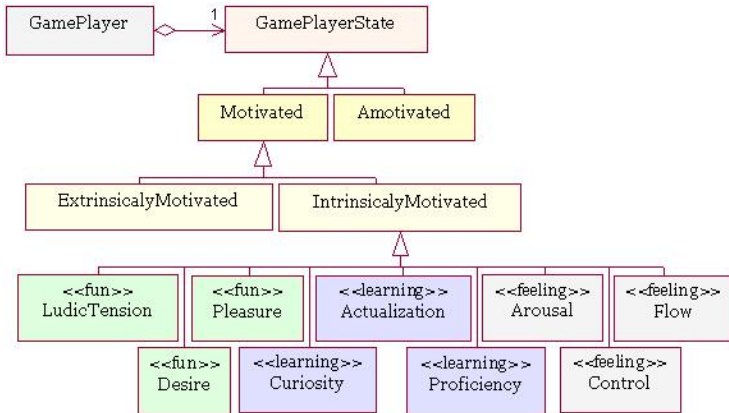 GamePlayer
1
GamePlayerState
Motivated
Amotivated
ExtrinsicalyMotivated
IntrinsicalyMotivated
<<fun>>
LudicTension
<<fun>>
Pleasure
<<learning>>
Actualization
<<feeling>>
Arousal
<<feeling>>
Flow
<<fun>>
Desire
<<learning>>
Curiosity
<<learning>>
Proficiency
<<feeling>>
Control